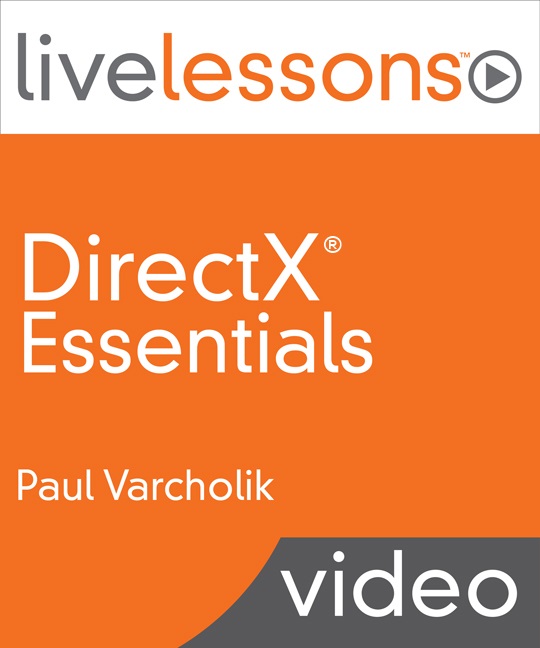 livelessons™
DirectX®
Essentials
Paul Varcholik
video